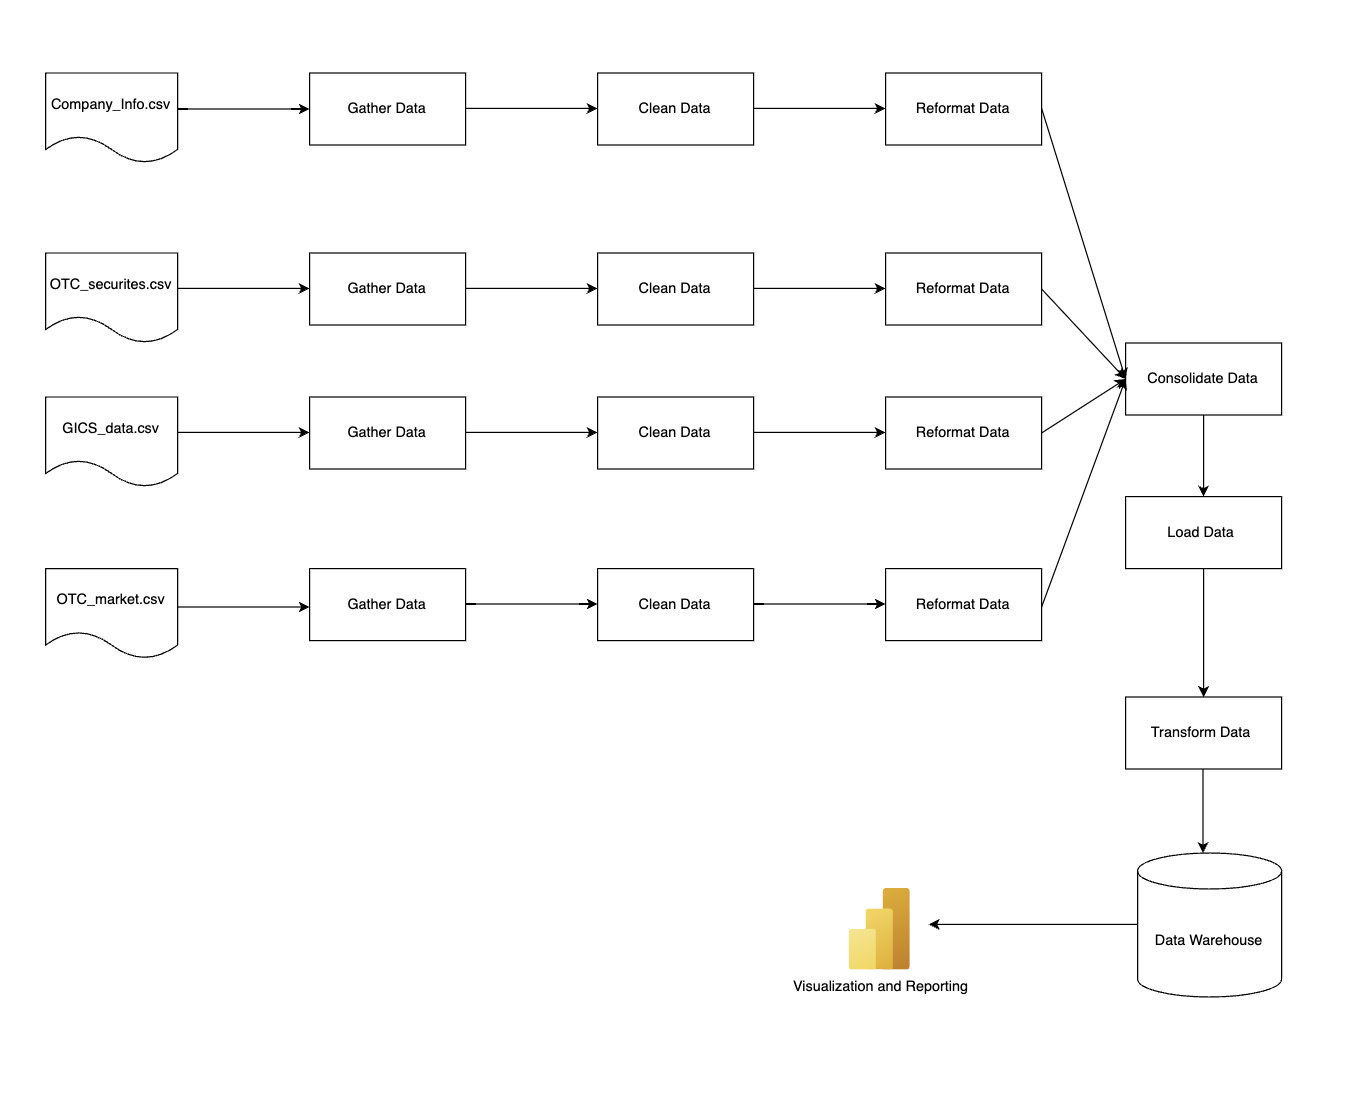 Company_Info.csv
Gather Data
Clean Data
Reformat Data
OTC_securites.csv
Gather Data
Clean Data
Reformat Data
Consolidate Data
GICS_data.csv
Gather Data
Clean Data
Reformat Data
Load Data
OTC_market.csv
Gather Data
Clean Data
Reformat Data
Transform Data
Data Warehouse
Visualization and Reporting